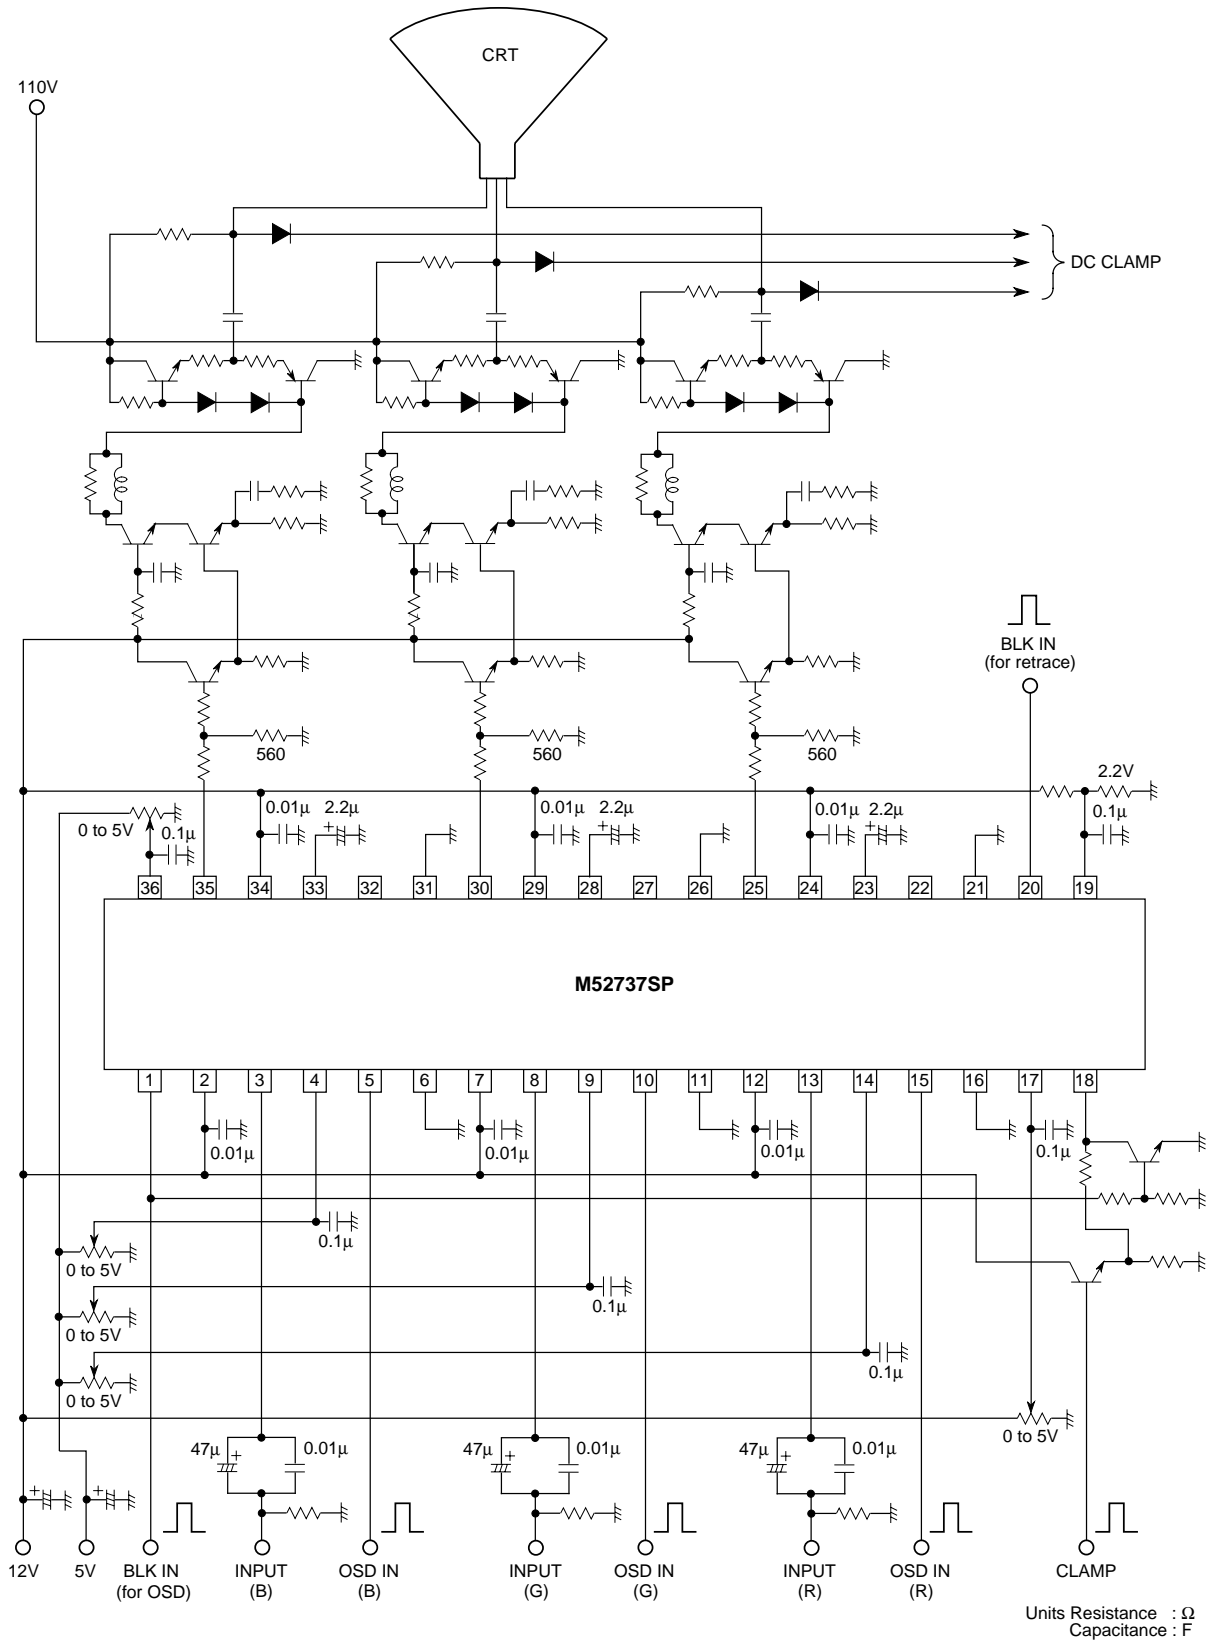 CRT
110V
DC CLAMP
BLK IN
(for retrace)
560
560
560
2.2V
0 to 5V
0.1µ
0.01µ
2.2µ
+
0.01µ
2.2µ
+
0.01µ
2.2µ
+
0.1µ
36
35
34
33
32
31
30
29
28
27
26
25
24
23
22
21
20
19
M52737SP
1
2
3
4
5
6
7
8
9
10
11
12
13
14
15
16
17
18
0.01µ
0.01µ
0.01µ
0.1µ
0.1µ
0 to 5V
0.1µ
0 to 5V
0.1µ
0 to 5V
0 to 5V
47µ
+
0.01µ
47µ
+
0.01µ
47µ
+
0.01µ
+
+
12V
5V
BLK IN
(for OSD)
INPUT
(B)
OSD IN
(B)
INPUT
(G)
OSD IN
(G)
INPUT
(R)
OSD IN
(R)
CLAMP
Units Resistance : Ω
Capacitance : F